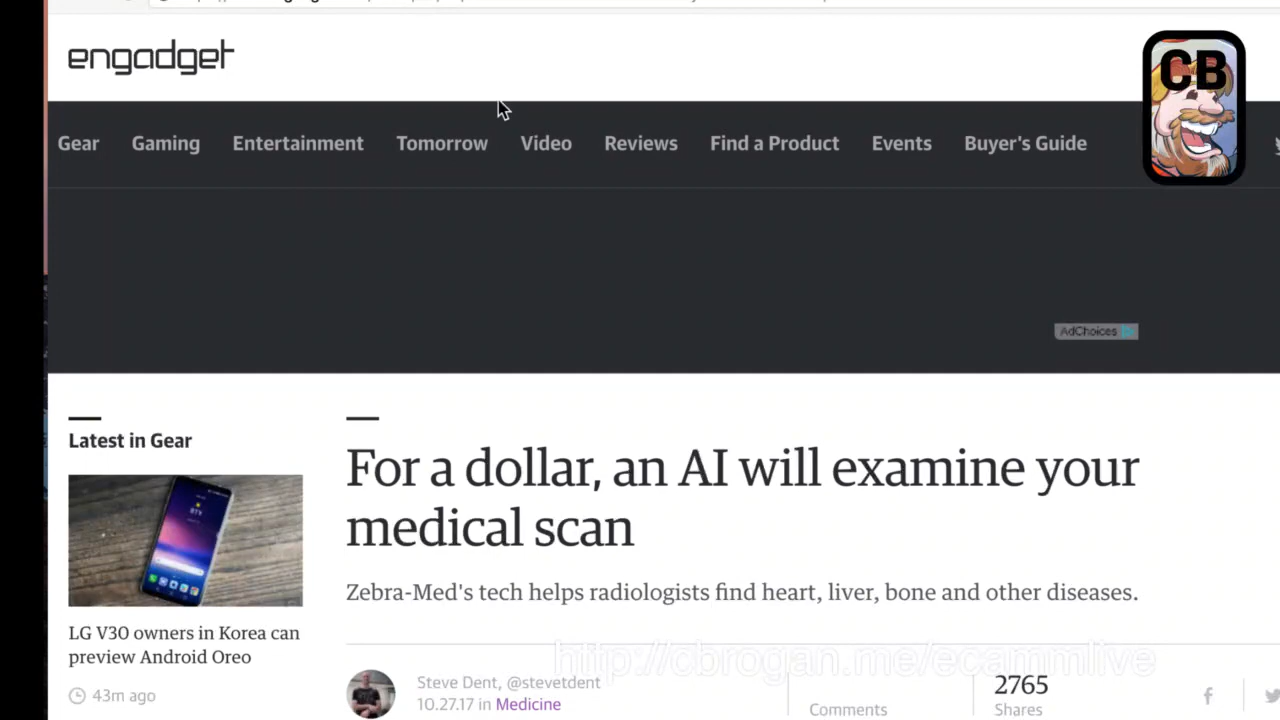 engadget
CB
Gear Gaming Entertainment Tomorrow Video Reviews Find a Product Events Buyer's Guide
AdChoices
Latest in Gear
For a dollar, an AI will examine your
medical scan
Zebra-Med's tech helps radiologists find heart, liver, bone and other diseases.
LG V30 owners in Korea can
preview Android Oreo
43m ago
http://cbrogan.me/ecammlive
Steve Dent, @stevetdent
10.27.17 in Medicine
Comments
2765
Shares